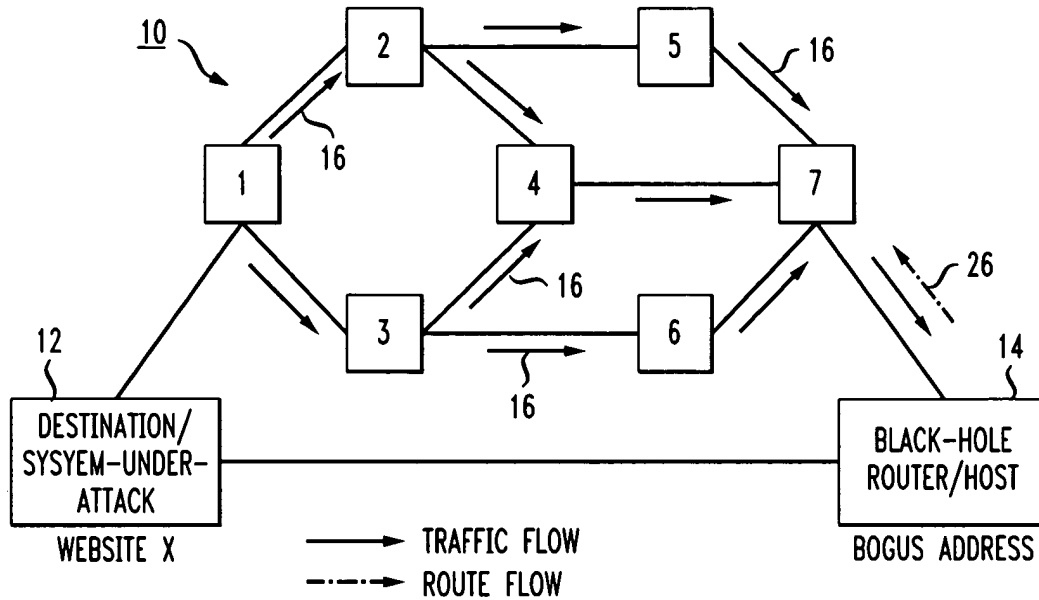 10
2
5
16
16
1
4
7
16
26
3
6
16
12
14
DESTINATION/
SYSYEM-UNDER-
ATTACK
BLACK-HOLE
ROUTER/HOST
WEBSITE X
BOGUS ADDRESS
TRAFFIC FLOW
ROUTE FLOW